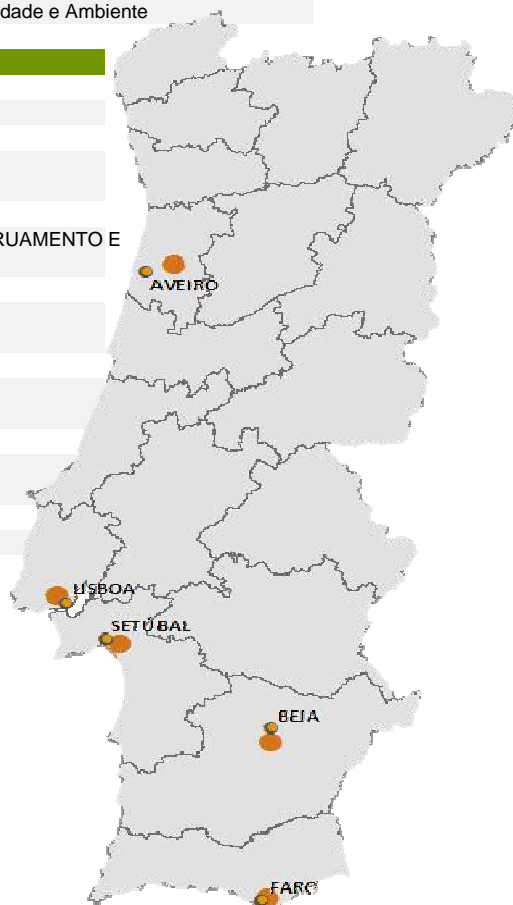 dade e Ambiente
RUAMENTO E
AVEIRO
LISBOA
SETÚBAL
BEJA
FARO